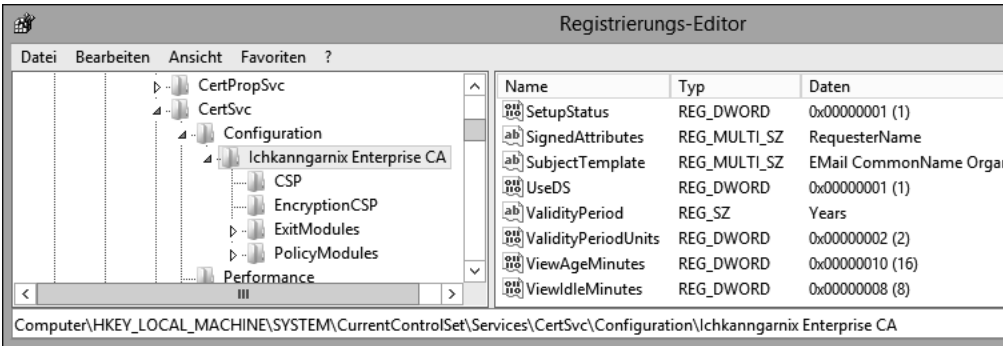 Registrierungs-Editor
Datei Bearbeiten Ansicht Favoriten ?
CertPropSvc
CertSvc
Configuration
Ichkanngarnix Enterprise CA
CSP
EncryptionCSP
ExitModules
PolicyModules
Performance
Name Typ Daten
SetupStatus REG_DWORD 0x00000001 (1)
SignedAttributes REG_MULTI_SZ RequesterName
SubjectTemplate REG_MULTI_SZ EMail CommonName Organ
UseDS REG_DWORD 0x00000001 (1)
ValidityPeriod REG_SZ Years
ValidityPeriodUnits REG_DWORD 0x00000002 (2)
ViewAgeMinutes REG_DWORD 0x00000010 (16)
ViewIdleMinutes REG_DWORD 0x00000008 (8)
Computer\HKEY_LOCAL_MACHINE\SYSTEM\CurrentControlSet\Services\CertSvc\Configuration\Ichkanngarnix Enterprise CA